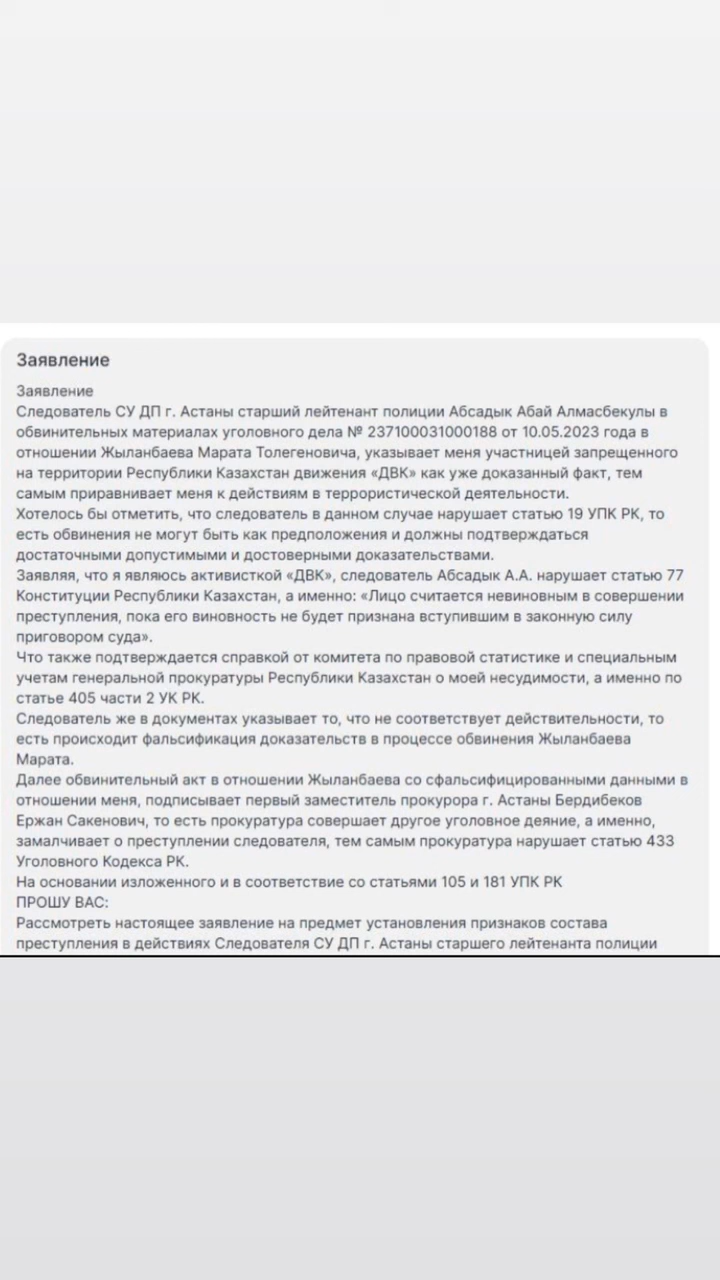 Заявление
Заявление
Следователь СУ ДП г. Астаны старший лейтенант полиции Абсадык Абай Алмасбекулы в
обвинительных материалах уголовного дела № 237100031000188 от 10.05.2023 года в
отношении Жыланбаева Марата Толегеновича, указывает меня участницей запрещенного
на территории Республики Казахстан движения «ДВК» как уже доказанный факт, тем
самым приравнивает меня к действиям в террористической деятельности.
Хотелось бы отметить, что следователь в данном случае нарушает статью 19 УПК РК, то
есть обвинения не могут быть как предположения и должны подтверждаться
достаточными допустимыми и достоверными доказательствами.
Заявляя, что я являюсь активисткой «ДВК», следователь Абсадык А.А. нарушает статью 77
Конституции Республики Казахстан, а именно: «Лицо считается невиновным в совершении
преступления, пока его виновность не будет признана вступившим в законную силу
приговором суда».
Что также подтверждается справкой от комитета по правовой статистике и специальным
учетам генеральной прокуратуры Республики Казахстан о моей несудимости, а именно по
статье 405 части 2 УК РК.
Следователь же в документах указывает то, что не соответствует действительности, то
есть происходит фальсификация доказательств в процессе обвинения Жыланбаева
Марата.
Далее обвинительный акт в отношении Жыланбаева со сфальсифицированными данными в
отношении меня, подписывает первый заместитель прокурора г. Астаны Бердибеков
Ержан Сакенович, то есть прокуратура совершает другое уголовное деяние, а именно,
замалчивает о преступлении следователя, тем самым прокуратура нарушает статью 433
Уголовного Кодекса РК.
На основании изложенного и в соответствие со статьями 105 и 181 УПК РК
ПРОШУ ВАС:
Рассмотреть настоящее заявление на предмет установления признаков состава
преступления в действиях Следователя СУ ДП г. Астаны старшего лейтенанта полиции